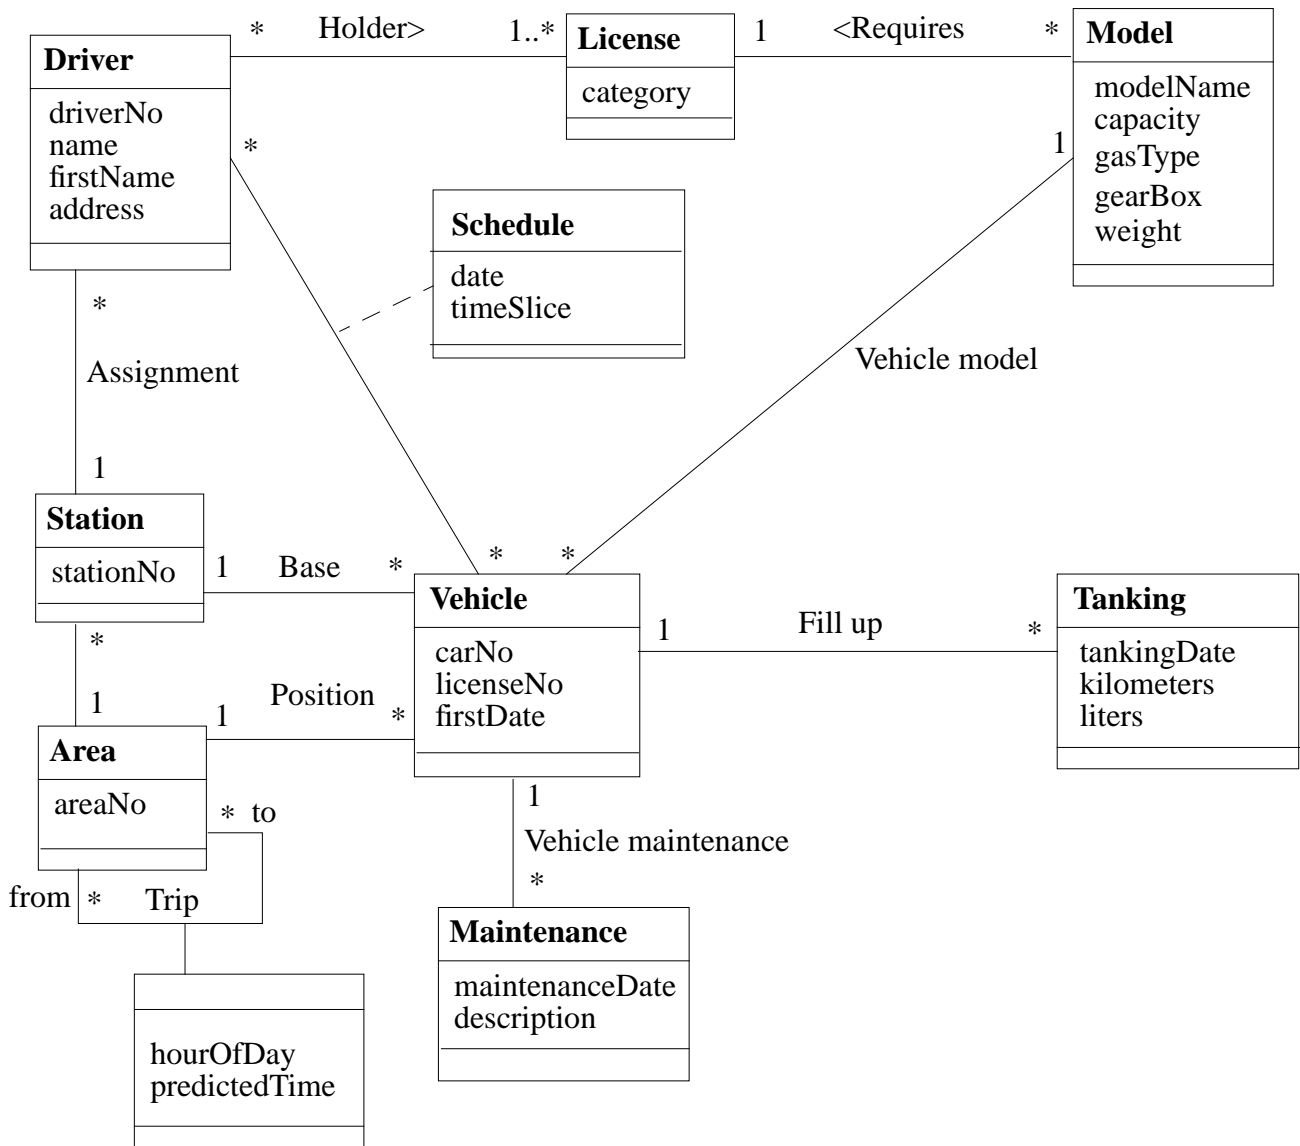 * Holder> 1..*
License
1 <Requires *
Model
Driver
category
modelName
capacity
gasType
gearBox
weight
driverNo
name
firstName
address
*
1
Schedule
date
timeSlice
*
Assignment
1
Vehicle model
Station
stationNo
1 Base *
* *
Vehicle
carNo
licenseNo
firstDate
1 Fill up *
Tanking
tankingDate
kilometers
liters
*
1
1 Position *
Area
areaNo
* to
from * Trip
1
Vehicle maintenance
*
Maintenance
maintenanceDate
description
hourOfDay
predictedTime